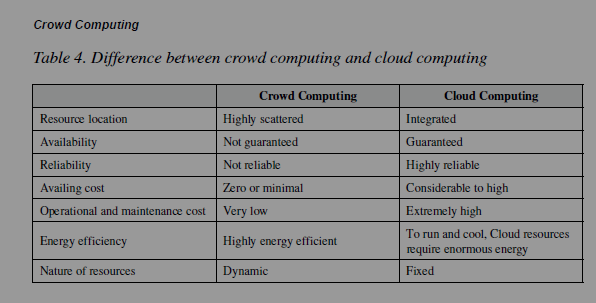 Crowd Computing
Table 4. Difference between crowd computing and cloud computing
Crowd Computing Cloud Computing
Resource location Highly scattered Integrated
Availability Not guaranteed Guaranteed
Reliability Not reliable Highly reliable
Availing cost Zero or minimal Considerable to high
Operational and maintenance cost Very low Extremely high
Energy efficiency Highly energy efficient To run and cool, Cloud resources
require enormous energy
Nature of resources Dynamic Fixed